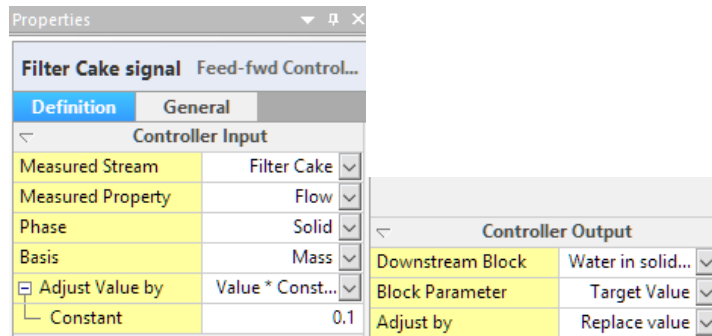 Properties
Filter Cake signal Feed-fwd Control...
Definition General
Controller Input
Measured Stream Filter Cake
Measured Property Flow
Phase Solid
Basis Mass
Adjust Value by Value * Const...
Constant 0.1
Controller Output
Downstream Block Water in solid...
Block Parameter Target Value
Adjust by Replace value